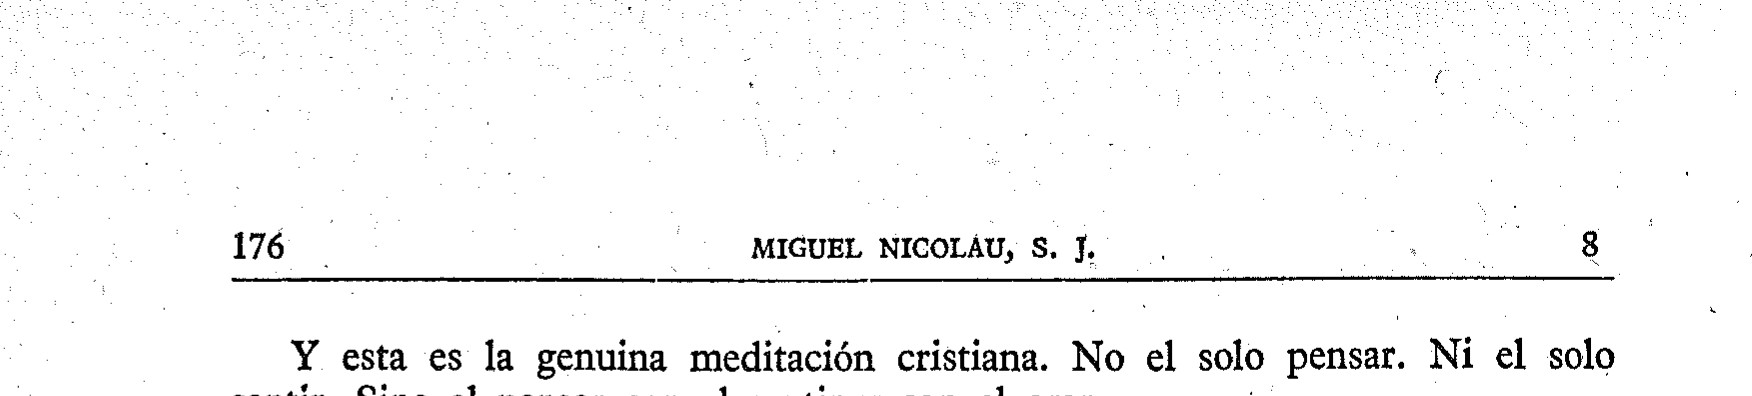 176 MIGUEL NICOLAU, S. J. 8
Y esta es la genuina meditación cristiana. No el solo pensar. Ni el solo